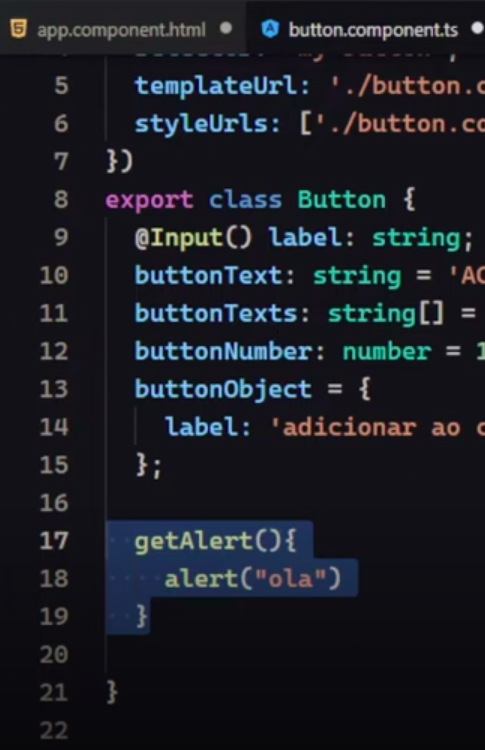 app.component.html
button.component.ts
5 templateUrl: './button.c
6 styleUrls: ['./button.co
7 })
8 export class Button {
9 @Input() label: string;
10 buttonText: string = 'AC
11 buttonTexts: string[] =
12 buttonNumber: number = 1
13 buttonObject = {
14 label: 'adicionar ao c
15 };
16
17 getAlert(){
18 alert("ola")
19 }
20
21 }
22